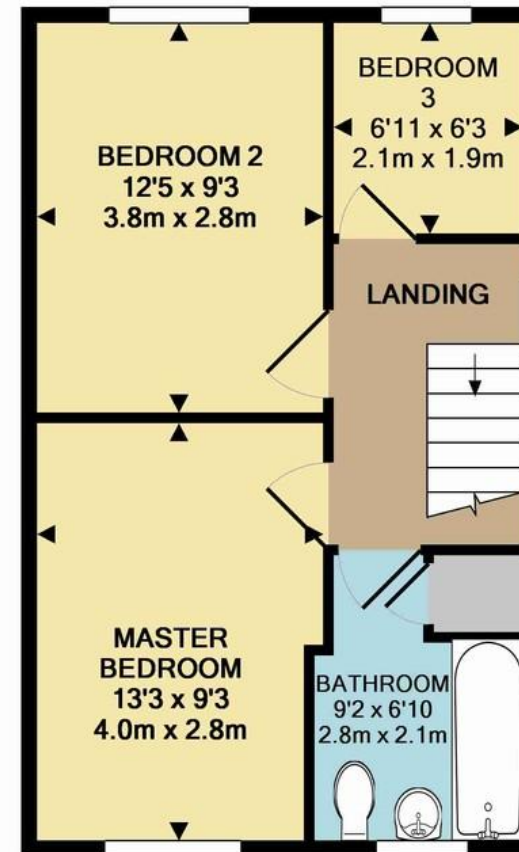 BEDROOM 2
12'5 x 9'3
3.8m x 2.8m
BEDROOM
3
6'11 x 6'3
2.1m x 1.9m
LANDING
MASTER
BEDROOM
13'3 x 9'3
4.0m x 2.8m
BATHROOM
9'2 x 6'10
2.8m x 2.1m